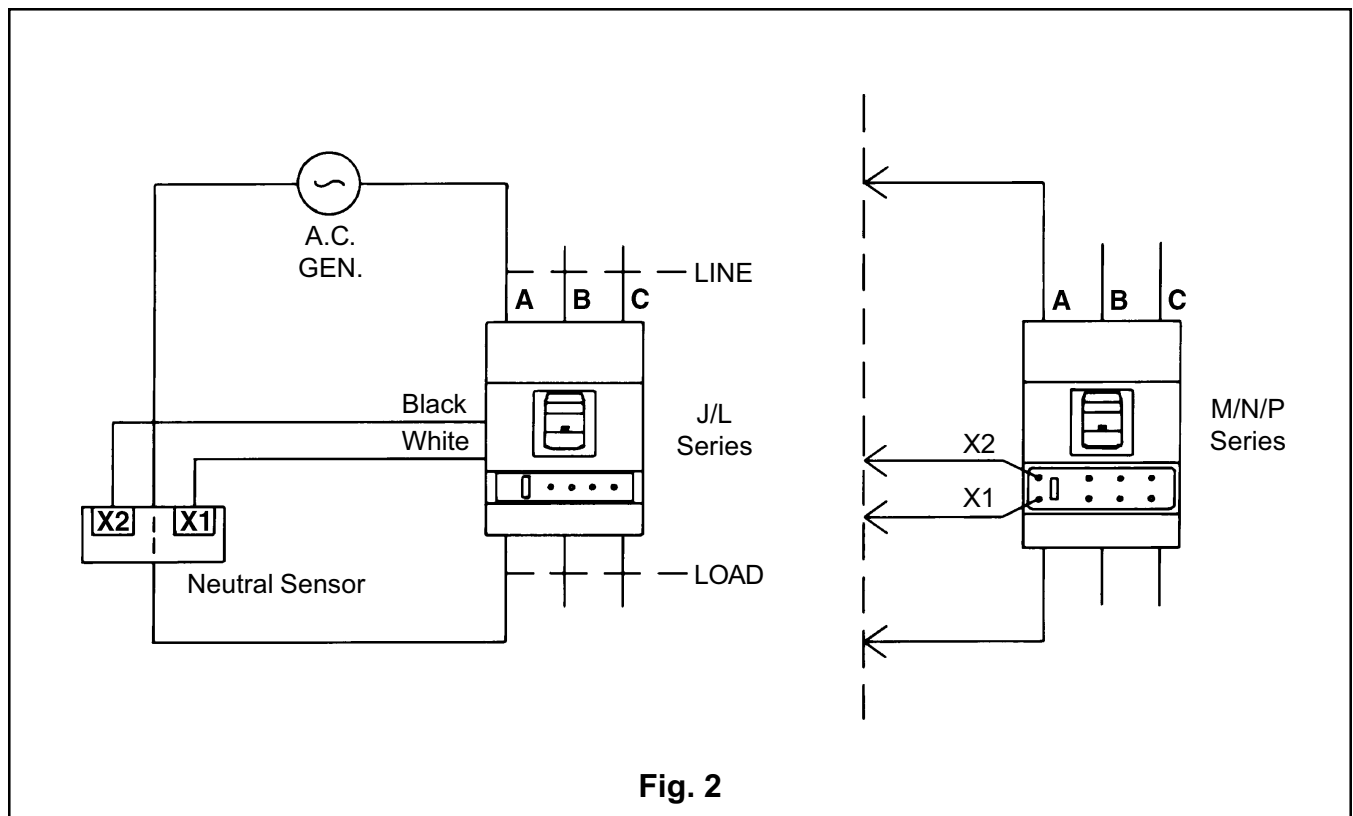 A.C.
GEN.
LINE
A B C
A B C
Black
White
J/L
Series
M/N/P
Series
X2
X1
X2 X1
Neutral Sensor
LOAD
Fig. 2